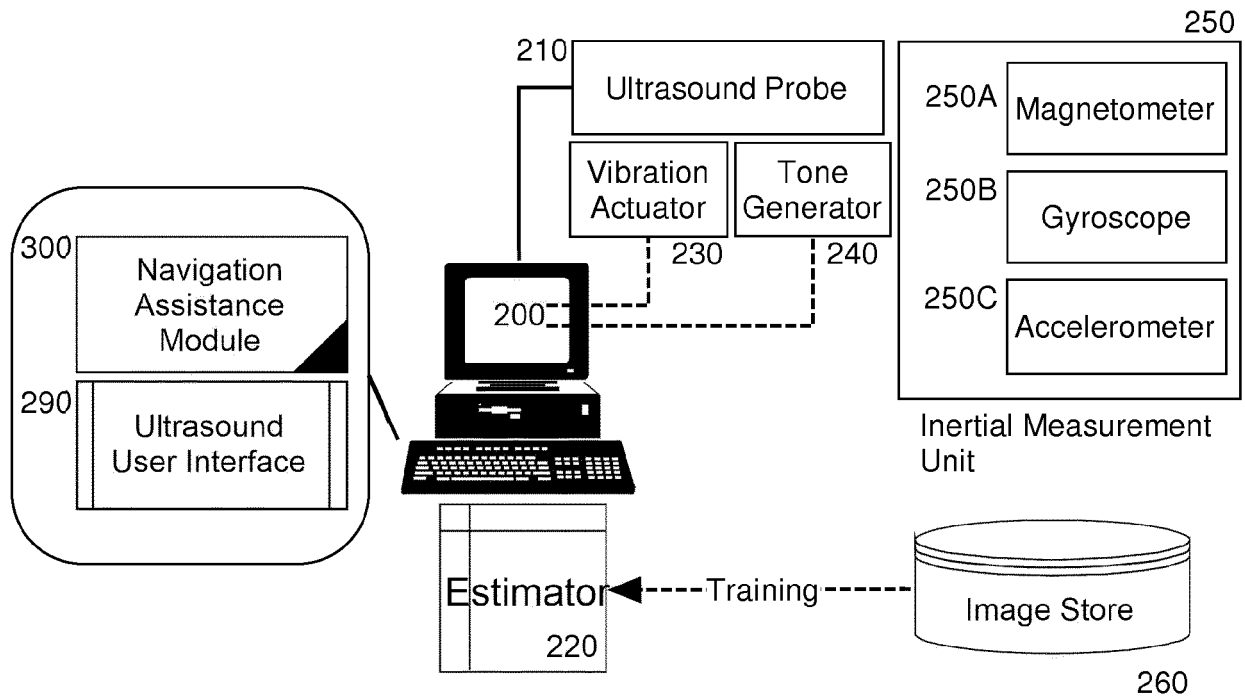 250
210
Ultrasound Probe
250A
Magnetometer
Vibration
Actuator
Tone
Generator
250B
Gyroscope
230
240
300
Navigation
Assistance
Module
200
250C
Accelerometer
290
Ultrasound
User Interface
Inertial Measurement
Unit
Estimator
220
Training
Image Store
260